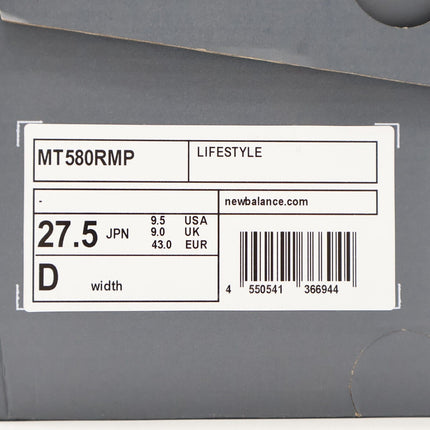 MT580RMP
LIFESTYLE
-
newbalance.com
27.5 JPN
9.5 USA
9.0 UK
43.0 EUR
D width
4 550541 366944